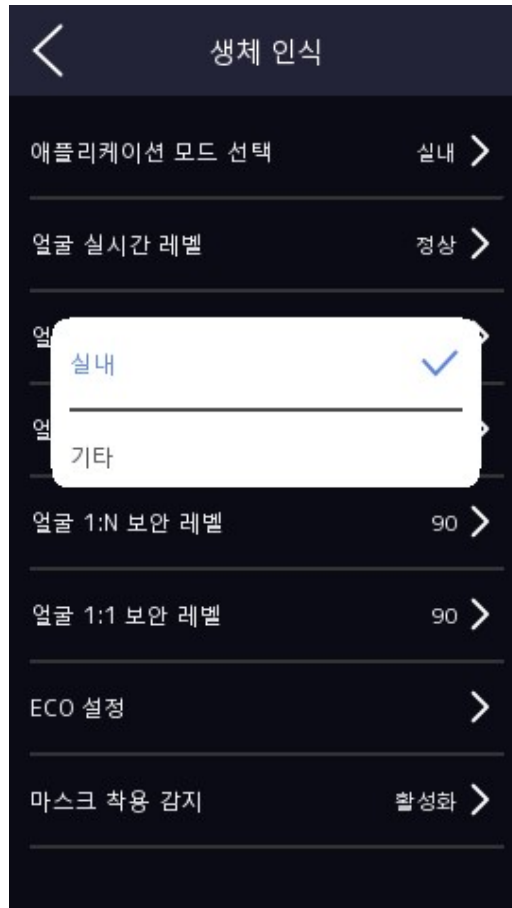 생체 인식
애플리케이션 모드 선택 실내
얼굴 실시간 레벨 정상
실내
기타
얼굴 1:N 보안 레벨 90
얼굴 1:1 보안 레벨 90
ECO 설정
마스크 착용 감지 활성화